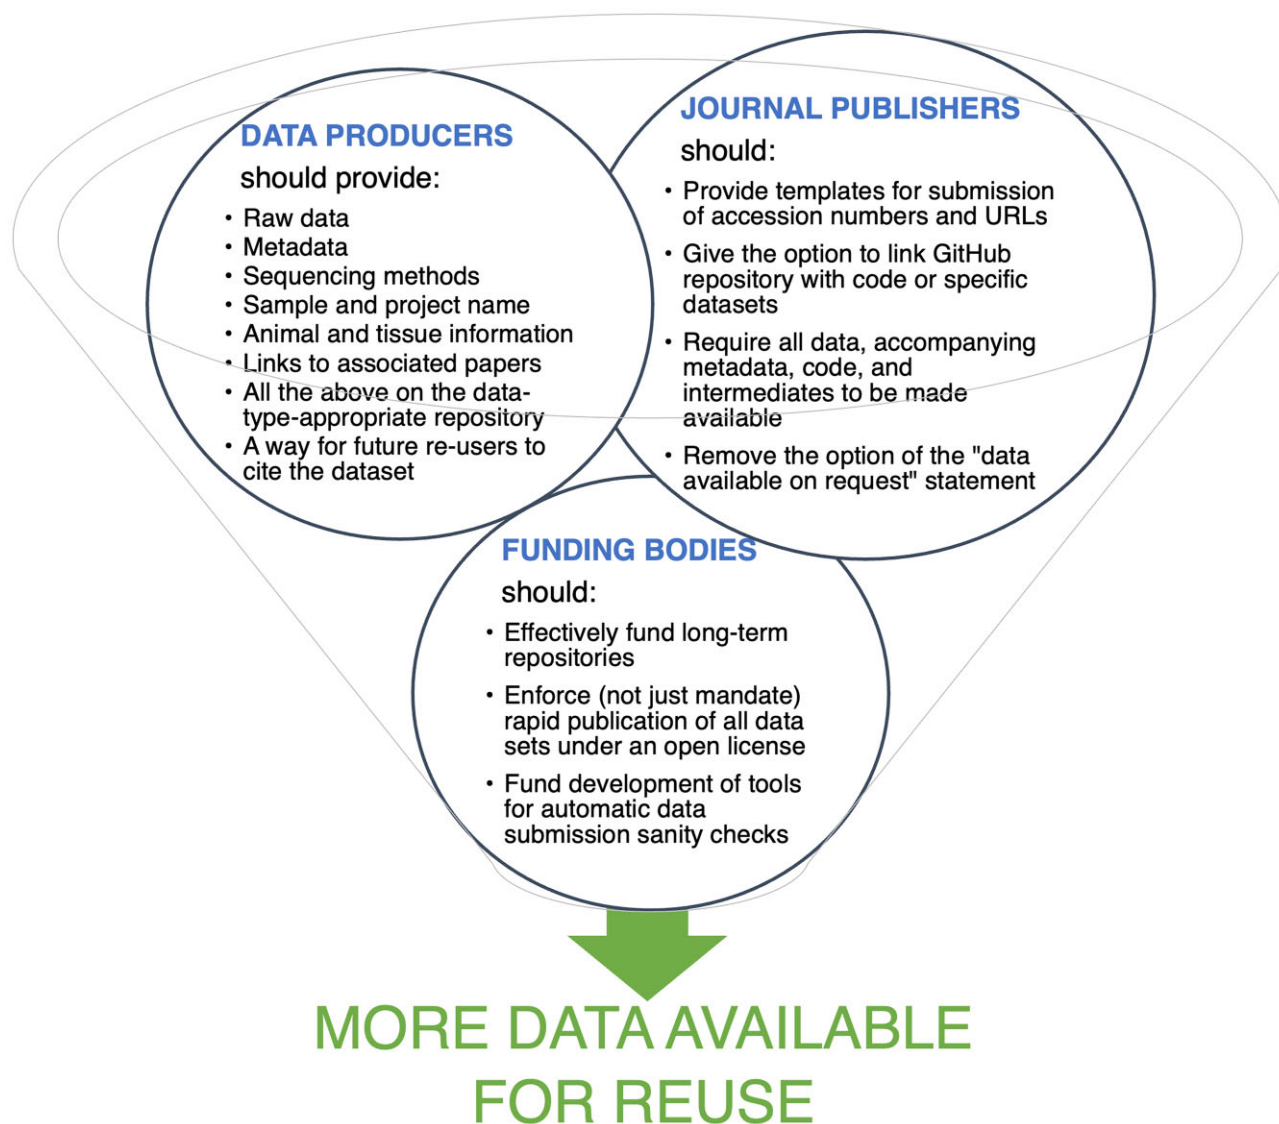 DATA PRODUCERS
should provide:
• Raw data
• Metadata
• Sequencing methods
• Sample and project name
• Animal and tissue information
• Links to associated papers
• All the above on the data-
type-appropriate repository
• A way for future re-users to
cite the dataset
JOURNAL PUBLISHERS
should:
• Provide templates for submission
of accession numbers and URLs
• Give the option to link GitHub
repository with code or specific
datasets
• Require all data, accompanying
metadata, code, and
intermediates to be made
available
• Remove the option of the "data
available on request" statement
FUNDING BODIES
should:
• Effectively fund long-term
repositories
• Enforce (not just mandate)
rapid publication of all data
sets under an open license
• Fund development of tools
for automatic data
submission sanity checks
MORE DATA AVAILABLE
FOR REUSE